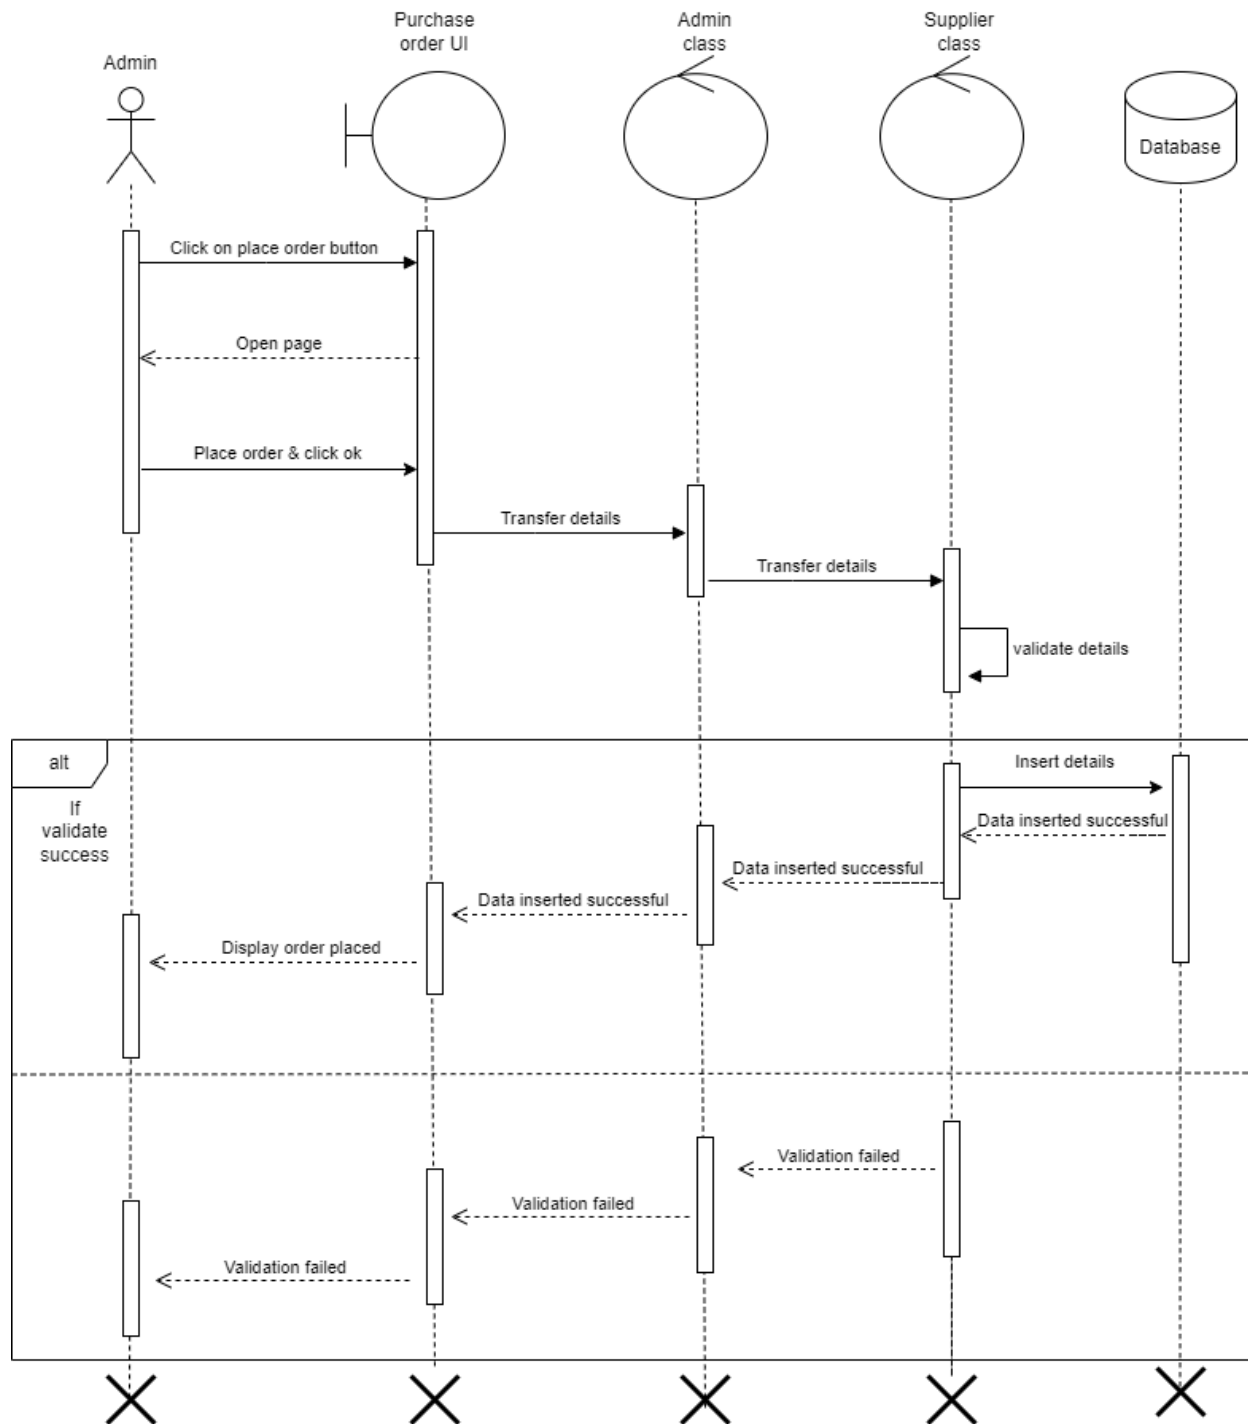 Purchase
order UI
Admin
class
Supplier
class
Admin
Database
Click on place order button
Open page
Place order & click ok
Transfer details
Transfer details
validate details
alt
If
validate
success
Insert details
Data inserted successful
Data inserted successful
Data inserted successful
Display order placed
Validation failed
Validation failed
Validation failed